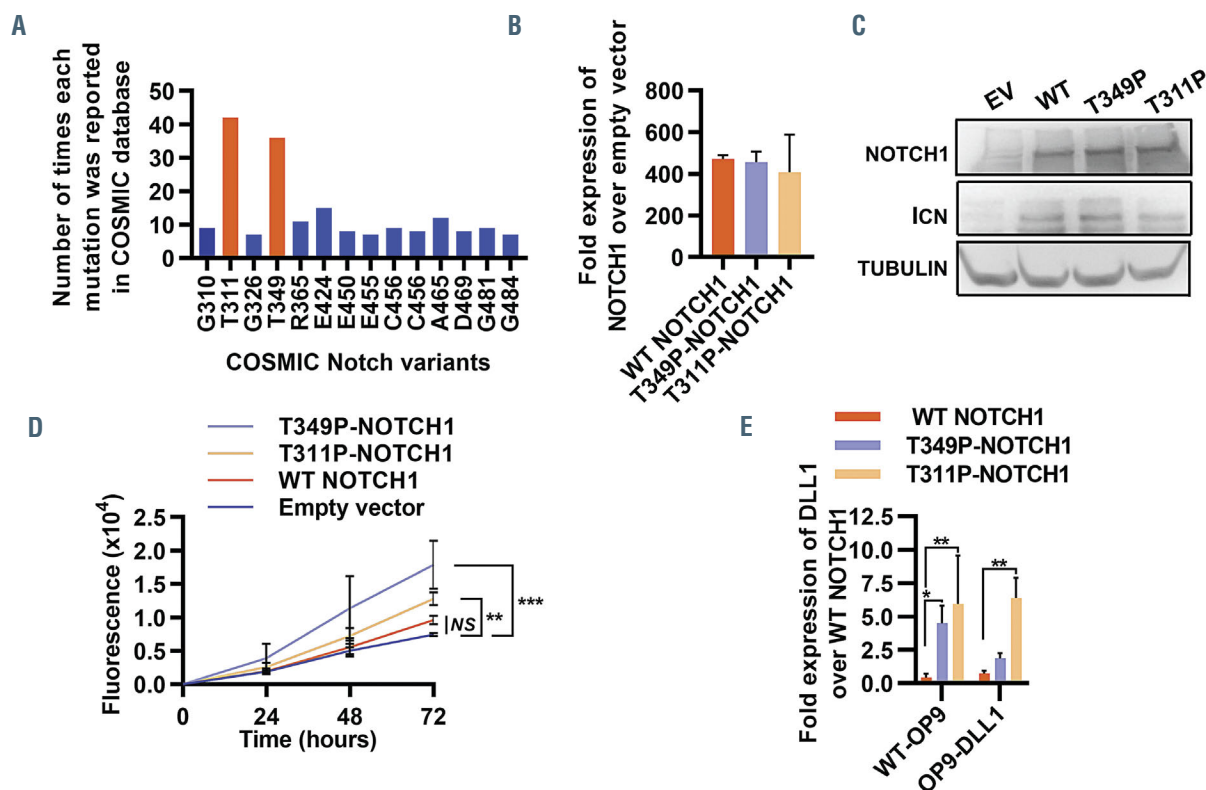 A
Number of times each
mutation was reported
in COSMIC database
50
40
30
20
10
0
G310
T311
G326
T349
R365
E424
E450
E455
C456
C456
A465
D469
G481
G484
COSMIC Notch variants
B
Fold expression of
NOTCH1 over empty vector
800
600
400
200
0
WT NOTCH1
T349P-NOTCH1
T311P-NOTCH1
C
EV
WT
T349P
T311P
NOTCH1
ICN
TUBULIN
D
T349P-NOTCH1
T311P-NOTCH1
WT NOTCH1
Empty vector
Fluorescence (x10⁴)
2.5
2.0
1.5
1.0
0.5
0.0
0
24
48
72
Time (hours)
NS
**
***
E
WT NOTCH1
T349P-NOTCH1
T311P-NOTCH1
Fold expression of DLL1
over WT NOTCH1
12.5
10.0
7.5
5.0
2.5
0.0
**
*
**
WT-OP9
OP9-DLL1